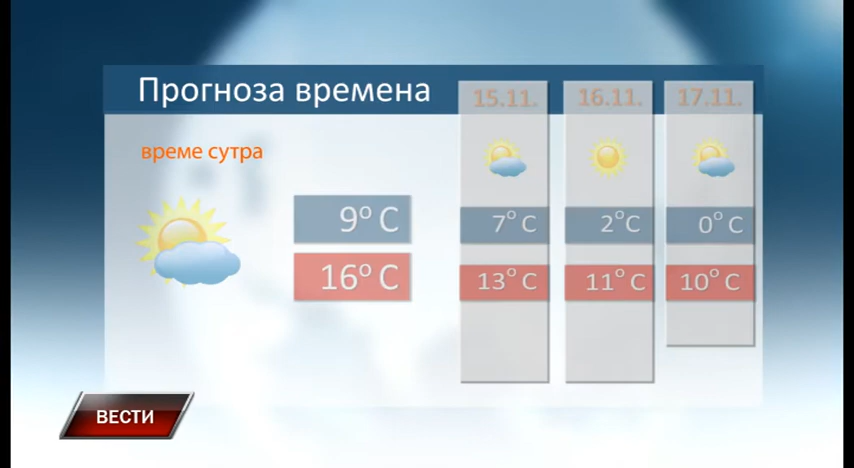 Прогноза времена
15.11. 16.11. 17.11.
време сутра
9° C 7° C 2°C 0° C
16° C 13° C 11° C 10° C
ВЕСТИ